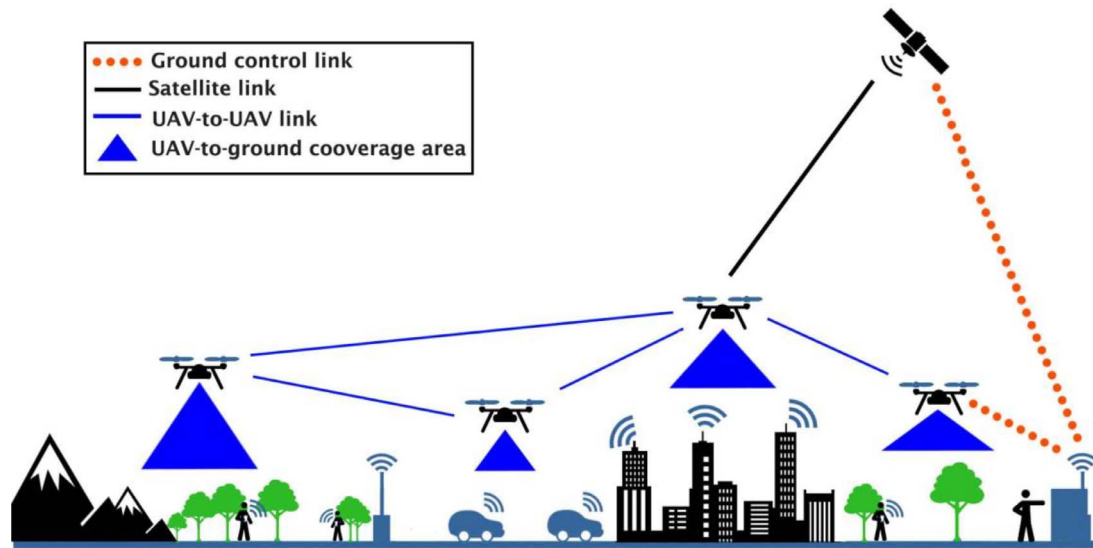 Ground control link
Satellite link
UAV-to-UAV link
UAV-to-ground cooverage area